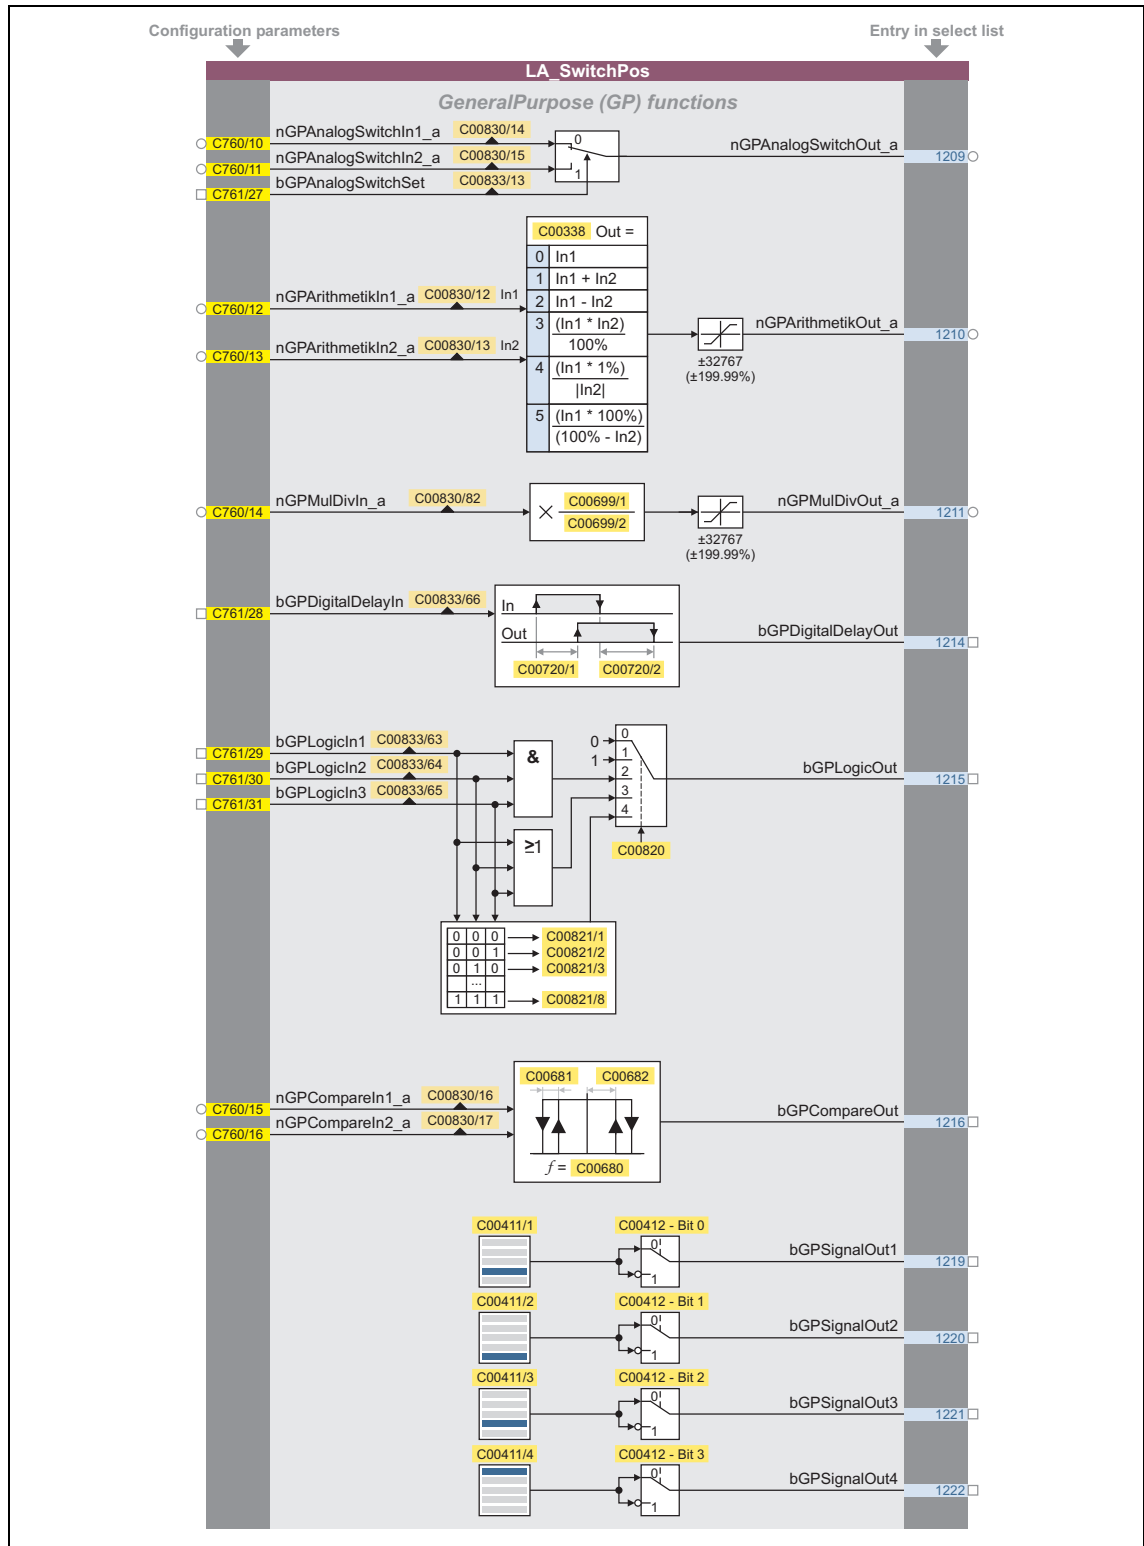 Configuration parameters
Entry in select list
LA_SwitchPos
GeneralPurpose (GP) functions
C760/10
nGPAnalogSwitchIn1_a
C00830/14
C760/11
nGPAnalogSwitchIn2_a
C00830/15
C761/27
bGPAnalogSwitchSet
C00833/13
0
1
nGPAnalogSwitchOut_a
1209
C00338 Out =
0 In1
1 In1 + In2
2 In1 - In2
3 (In1 * In2)
100%
4 (In1 * 1%)
|In2|
5 (In1 * 100%)
(100% - In2)
C760/12
nGPArithmetikIn1_a
C00830/12
In1
C760/13
nGPArithmetikIn2_a
C00830/13
In2
±32767
(±199.99%)
nGPArithmetikOut_a
1210
C760/14
nGPMulDivIn_a
C00830/82
×
C00699/1
C00699/2
±32767
(±199.99%)
nGPMulDivOut_a
1211
C761/28
bGPDigitalDelayIn
C00833/66
In
Out
C00720/1
C00720/2
bGPDigitalDelayOut
1214
C761/29
bGPLogicIn1
C00833/63
C761/30
bGPLogicIn2
C00833/64
C761/31
bGPLogicIn3
C00833/65
&
≥1
0
1
0
1
2
3
4
C00820
bGPLogicOut
1215
0 0 0
C00821/1
0 0 1
C00821/2
0 1 0
C00821/3
...
1 1 1
C00821/8
C760/15
nGPCompareIn1_a
C00830/16
C760/16
nGPCompareIn2_a
C00830/17
C00681
C00682
f = C00680
bGPCompareOut
1216
C00411/1
C00412 - Bit 0
0
1
bGPSignalOut1
1219
C00411/2
C00412 - Bit 1
0
1
bGPSignalOut2
1220
C00411/3
C00412 - Bit 2
0
1
bGPSignalOut3
1221
C00411/4
C00412 - Bit 3
0
1
bGPSignalOut4
1222